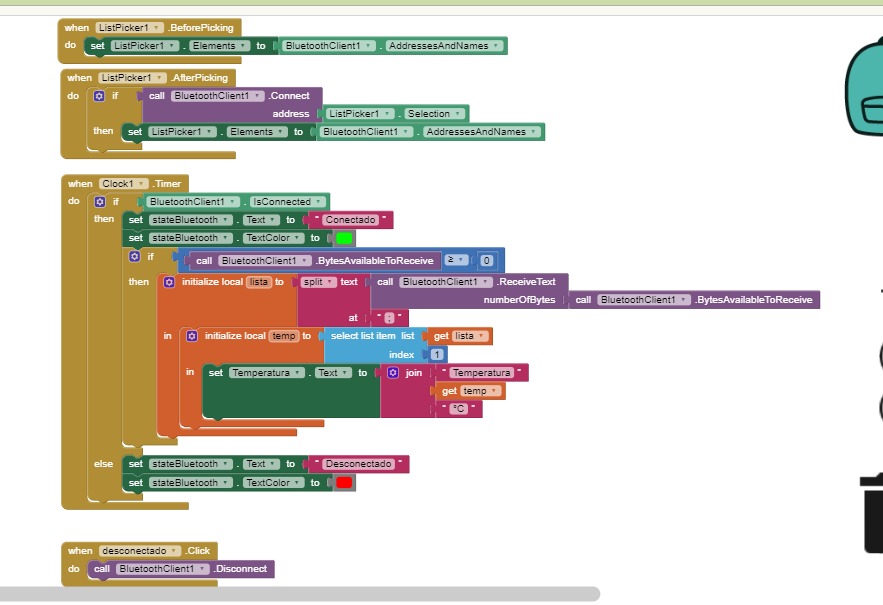 when ListPicker1 .BeforePicking
do set ListPicker1 . Elements to BluetoothClient1 . AddressesAndNames
when ListPicker1 .AfterPicking
do if call BluetoothClient1 .Connect
address ListPicker1 . Selection
then set ListPicker1 . Elements to BluetoothClient1 . AddressesAndNames
when Clock1 .Timer
do if BluetoothClient1 . IsConnected
then set stateBluetooth . Text to " Conectado "
set stateBluetooth . TextColor to
if call BluetoothClient1 .BytesAvailableToReceive ≥ 0
then initialize local lista to split text call BluetoothClient1 .ReceiveText
numberOfBytes call BluetoothClient1 .BytesAvailableToReceive
at " ; "
in initialize local temp to select list item list get lista
index 1
in set Temperatura . Text to join " Temperatura "
get temp
" °C "
else set stateBluetooth . Text to " Desconectado "
set stateBluetooth . TextColor to
when desconectado .Click
do call BluetoothClient1 .Disconnect